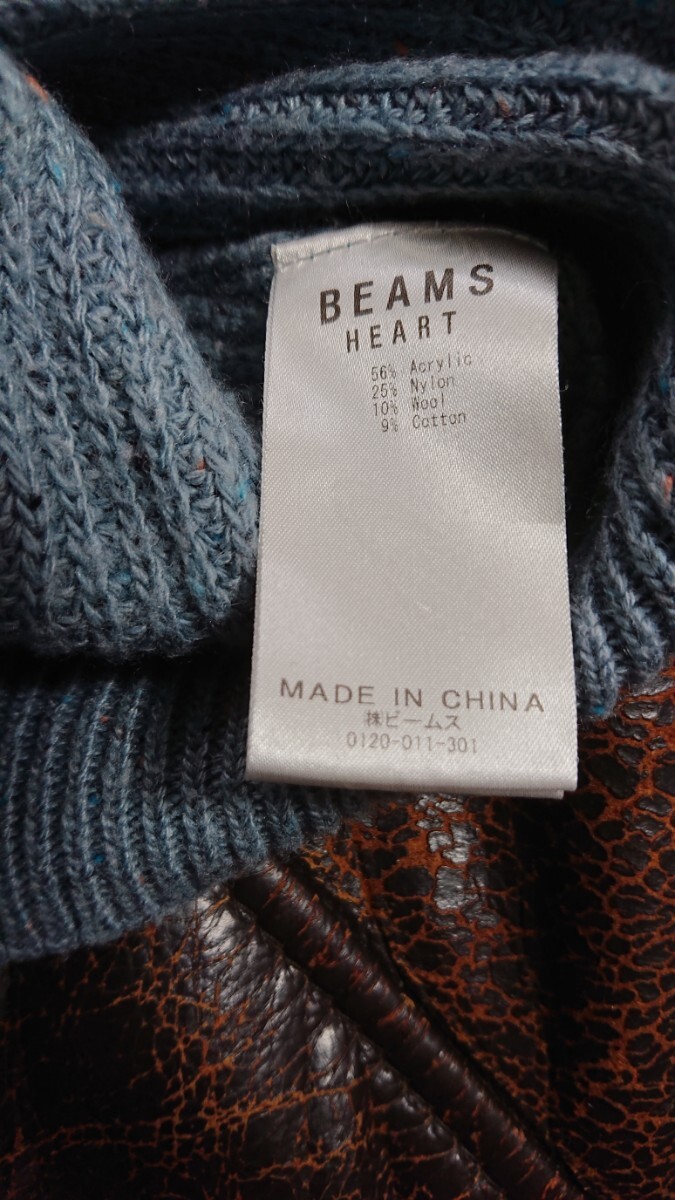 BEAMS
HEART
56% Acrylic
25% Nylon
10% Wool
9% Cotton
MADE IN CHINA
㈱ビームス
0120-011-301